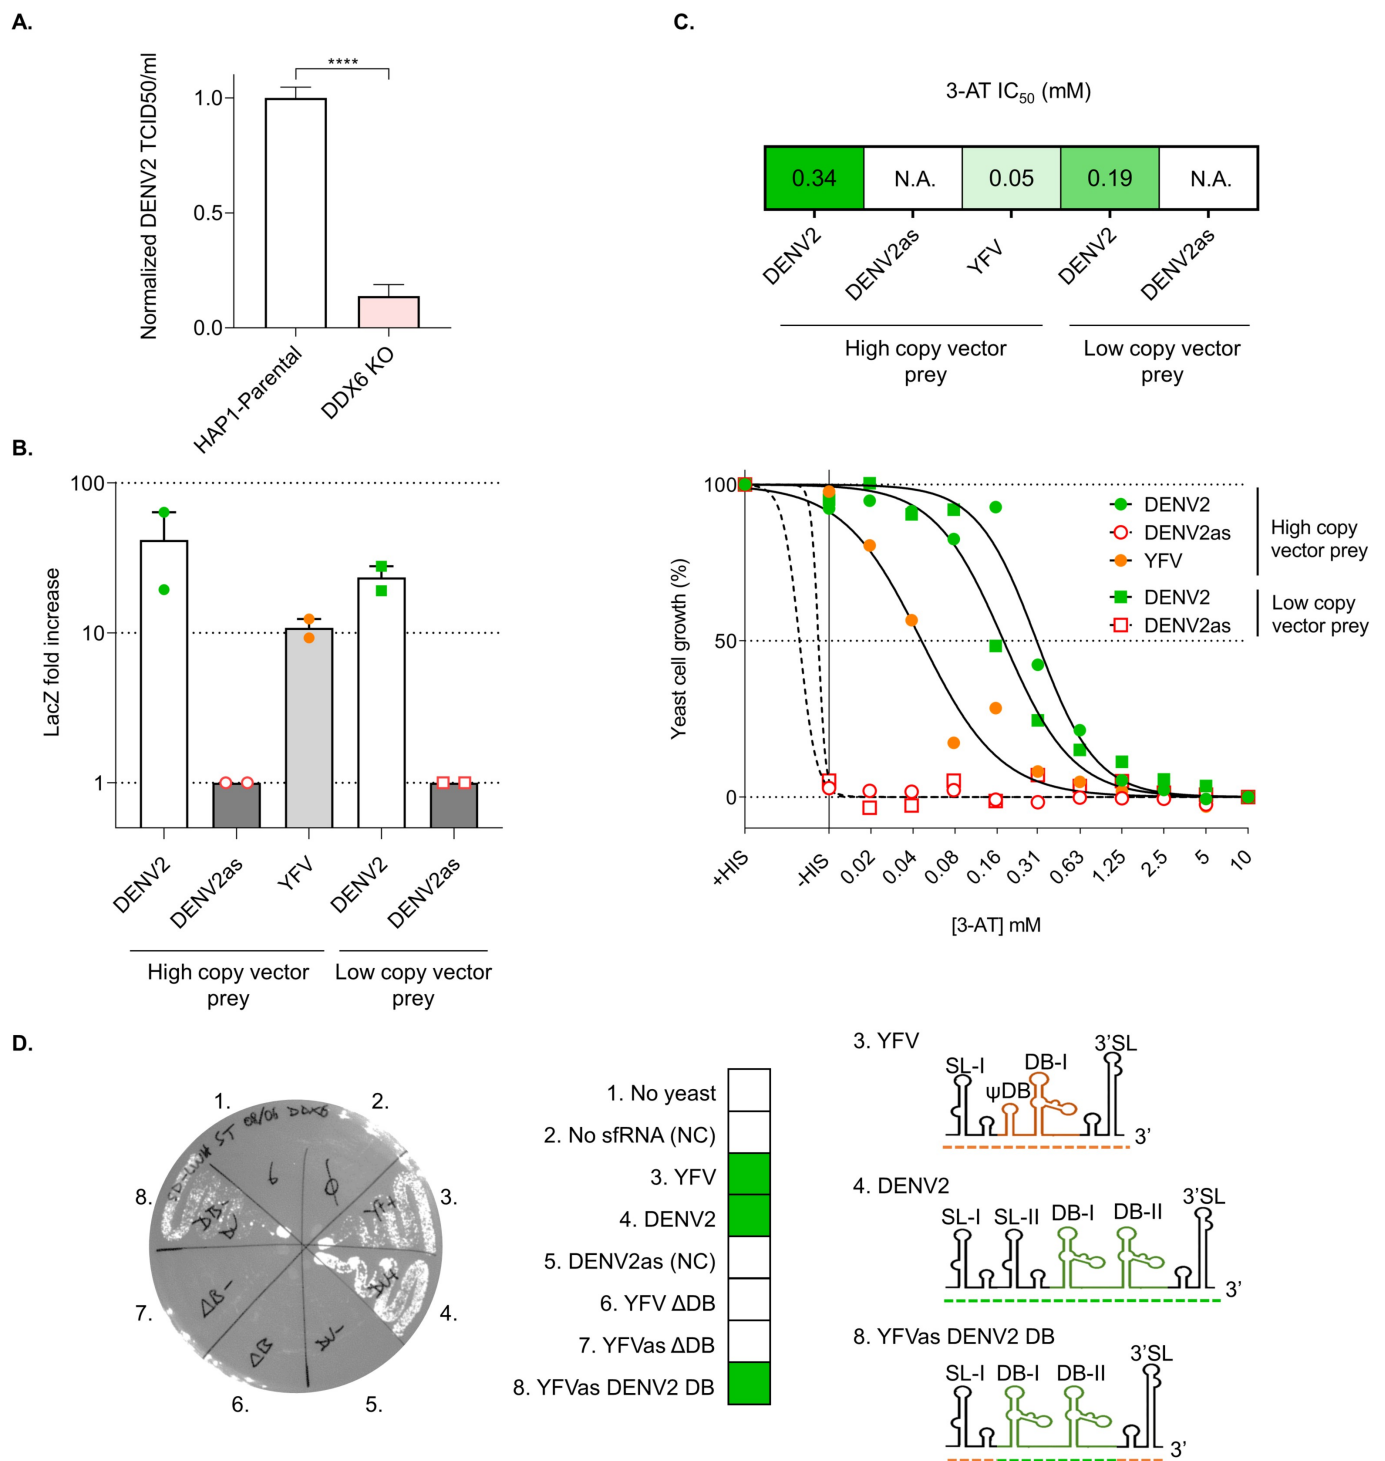 A.
Normalized DENV2 TCID50/ml
****
1.0
0.5
0.0
HAP1-Parental
DDX6 KO
B.
LacZ fold increase
100
10
1
DENV2
DENV2as
YFV
DENV2
DENV2as
High copy vector
prey
Low copy vector
prey
C.
3-AT IC50 (mM)
0.34
N.A.
0.05
0.19
N.A.
DENV2
DENV2as
YFV
DENV2
DENV2as
High copy vector
prey
Low copy vector
prey
Yeast cell growth (%)
100
50
0
DENV2
DENV2as
YFV
High copy
vector prey
DENV2
DENV2as
Low copy
vector prey
+HIS
-HIS
0.02
0.04
0.08
0.16
0.31
0.63
1.25
2.5
5
10
[3-AT] mM
D.
1.
2.
3.
4.
5.
6.
7.
8.
ST 08/06 DDX6
6
Ø
ΔB -
ΔB
DV-
1. No yeast
2. No sfRNA (NC)
3. YFV
4. DENV2
5. DENV2as (NC)
6. YFV ΔDB
7. YFVas ΔDB
8. YFVas DENV2 DB
3. YFV
SL-I
ψDB
DB-I
3'SL
3'
4. DENV2
SL-I
SL-II
DB-I
DB-II
3'SL
3'
8. YFVas DENV2 DB
SL-I
DB-I
DB-II
3'SL
3'